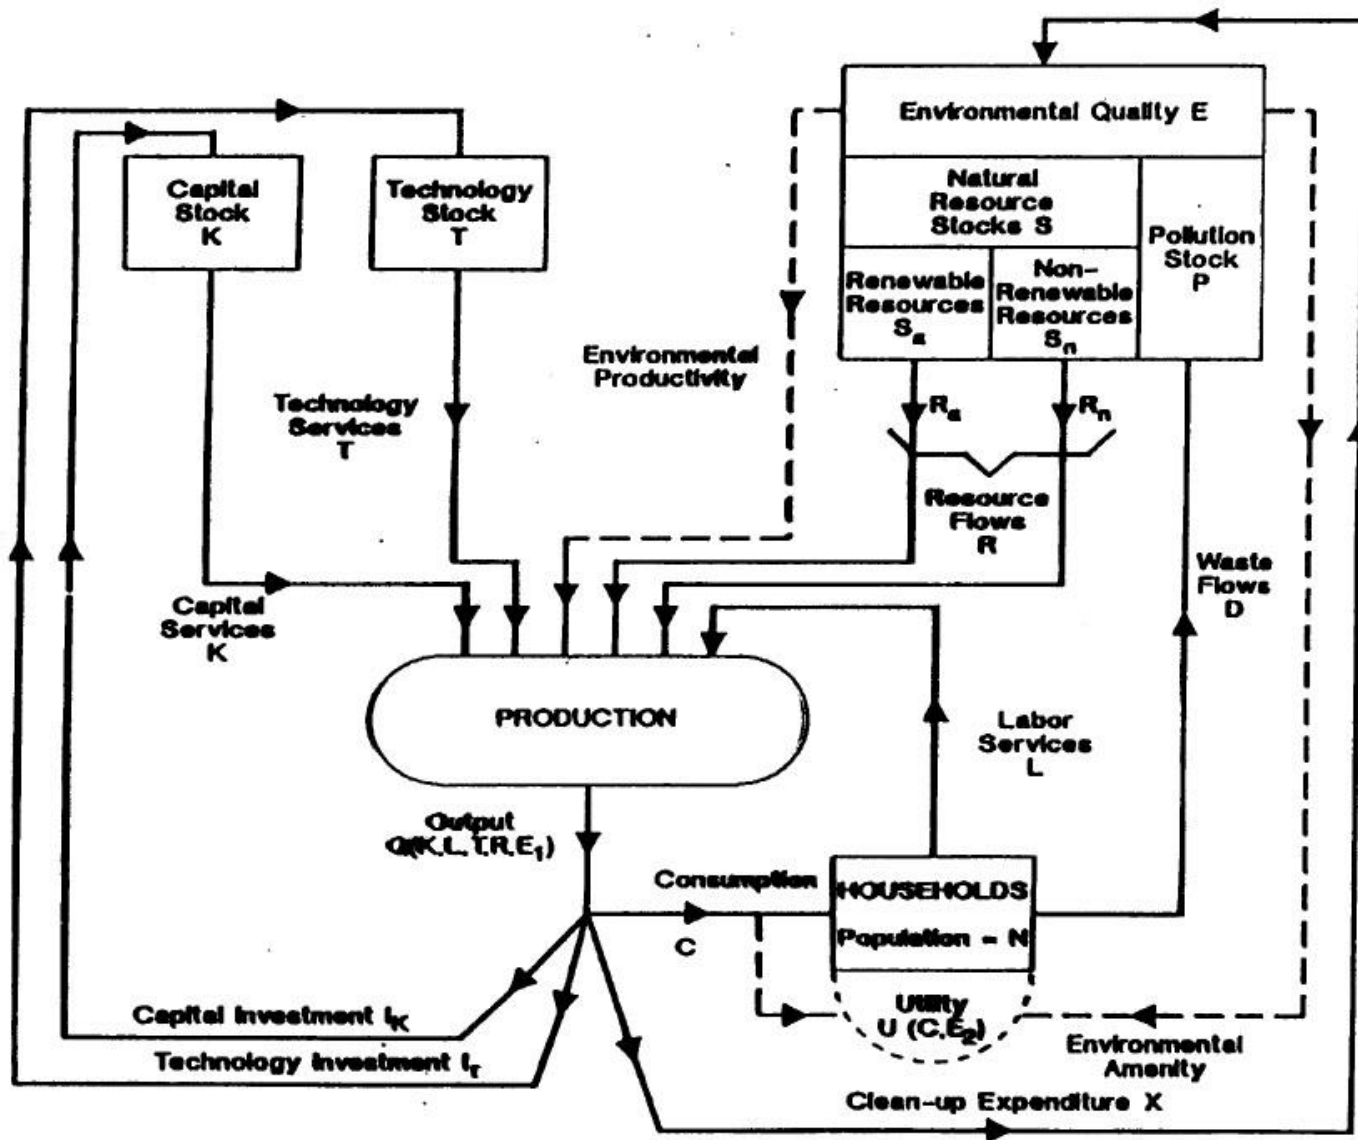 Environmental Quality E
Capital
Stock
K
Technology
Stock
T
Natural
Resource
Stocks S
Pollution
Stock
P
Renewable
Resources
Sₐ
Non-
Renewable
Resources
Sₙ
Environmental
Productivity
Rₐ
Rₙ
Technology
Services
T
Resource
Flows
R
Waste
Flows
D
Capital
Services
K
PRODUCTION
Labor
Services
L
Output
Q(K.L.T.R.E₁)
Consumption
C
HOUSEHOLDS
Population - N
Utility
U (C.E₂)
Capital Investment I_K
Technology Investment I_T
Environmental
Amenity
Clean-up Expenditure X